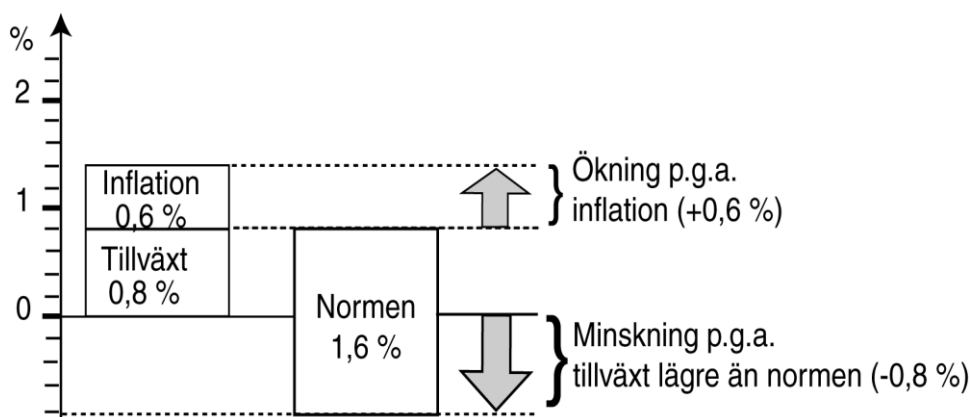 %
2
1
0
Inflation
0,6 %
Tillväxt
0,8 %
Normen
1,6 %
Ökning p.g.a.
inflation (+0,6 %)
Minskning p.g.a.
tillväxt lägre än normen (-0,8 %)